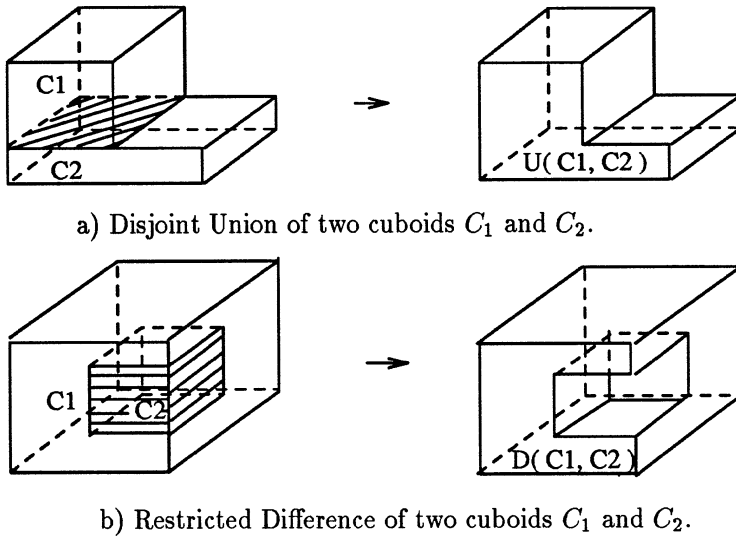 C1
C2
U( C1, C2 )
a) Disjoint Union of two cuboids C₁ and C₂.
C1
C2
D( C1, C2 )
b) Restricted Difference of two cuboids C₁ and C₂.